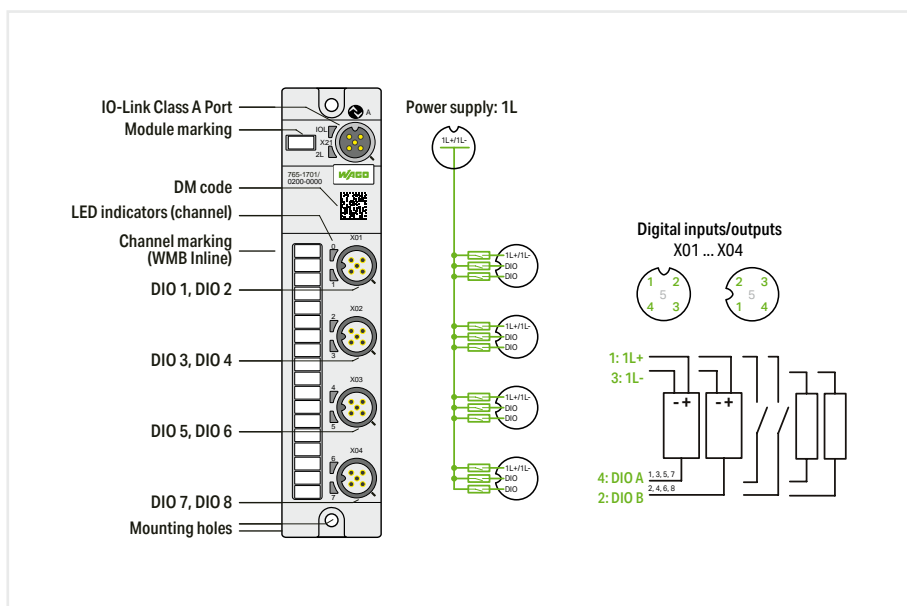 IO-Link Class A Port
Module marking
DM code
LED indicators (channel)
Channel marking
(WMB Inline)
DIO 1, DIO 2
DIO 3, DIO 4
DIO 5, DIO 6
DIO 7, DIO 8
Mounting holes
A
IOL
X21
2L
WAGO
765-1701/
0200-0000
X01
0
1
X02
2
3
X03
4
5
X04
6
7
Power supply: 1L
1L+/1L-
1L+/1L-
DIO
DIO
1L+/1L-
DIO
DIO
1L+/1L-
DIO
DIO
1L+/1L-
DIO
DIO
Digital inputs/outputs
X01 ... X04
1 2
5
4 3
2 3
5
1 4
1: 1L+
3: 1L-
- +
- +
4: DIO A 1, 3, 5, 7
2: DIO B 2, 4, 6, 8